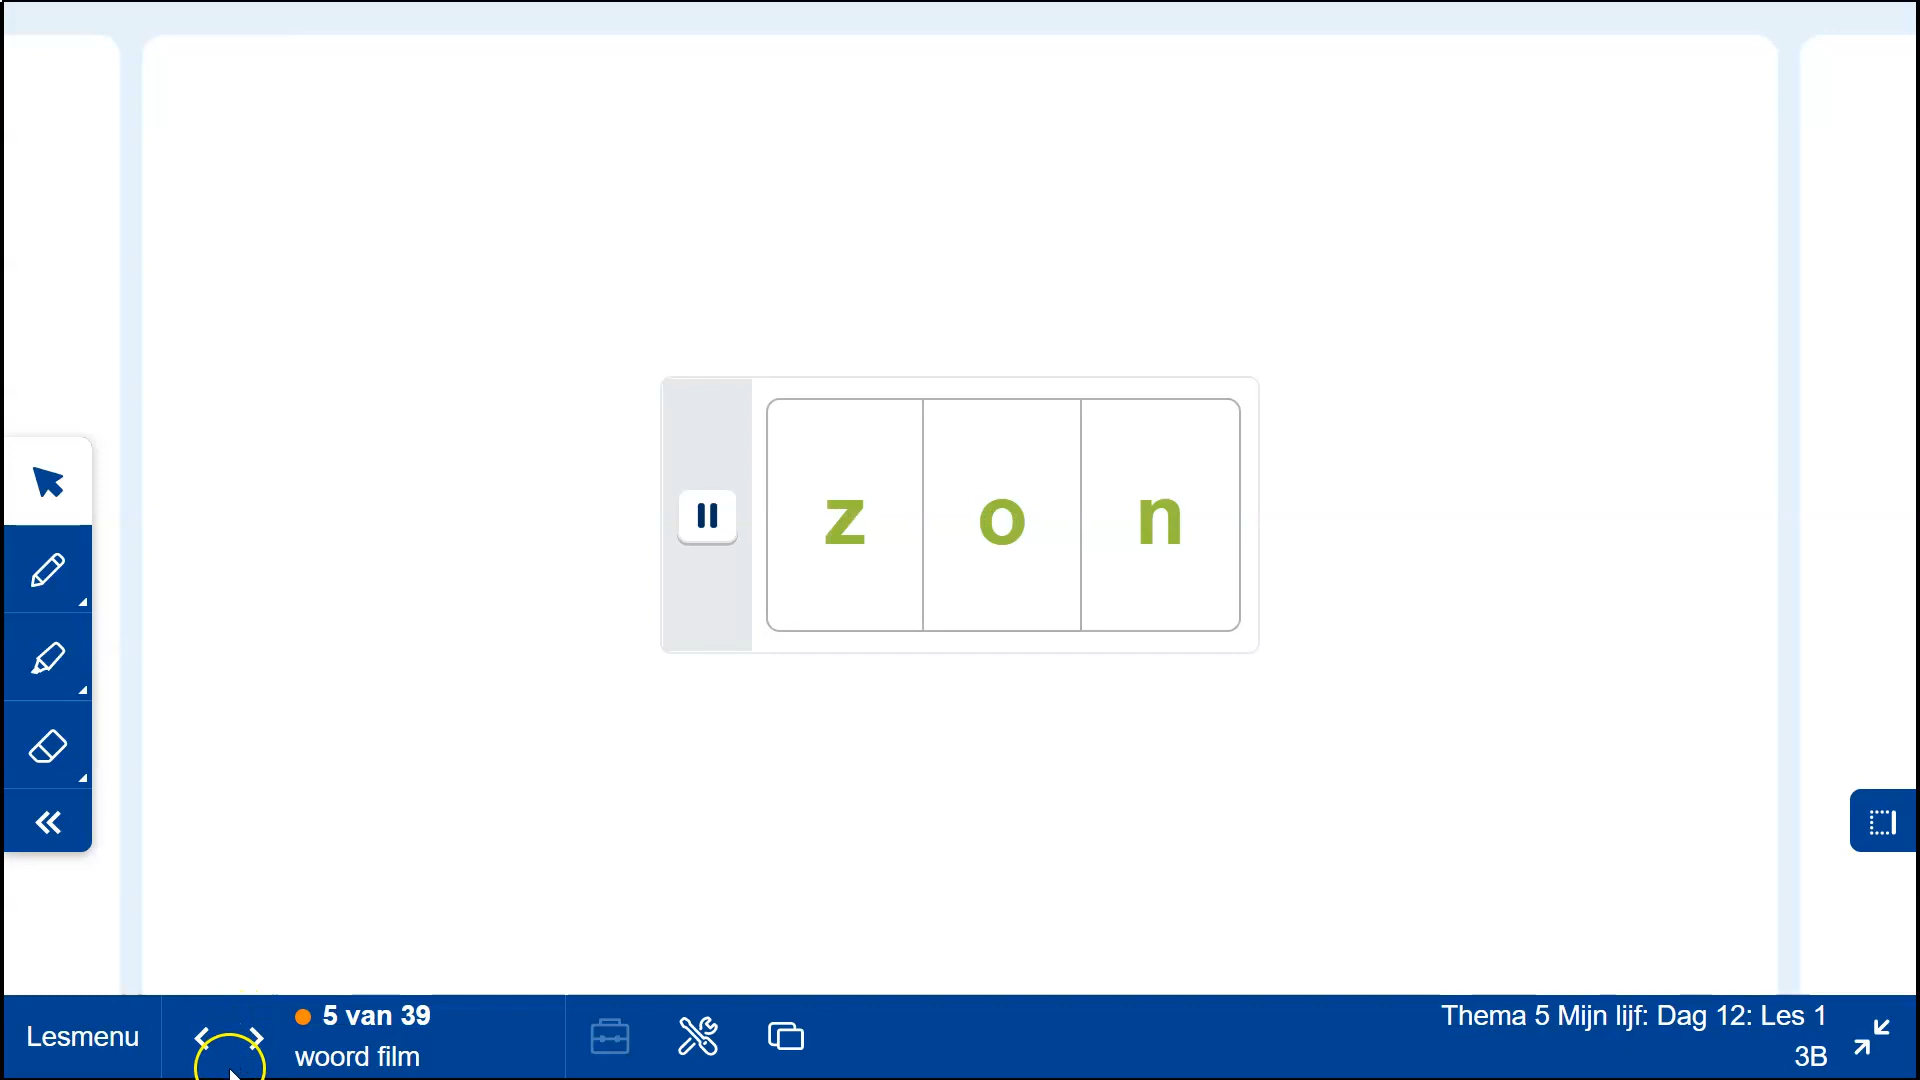 z o n
Lesmenu
5 van 39
woord film
Thema 5 Mijn lijf: Dag 12: Les 1
3B